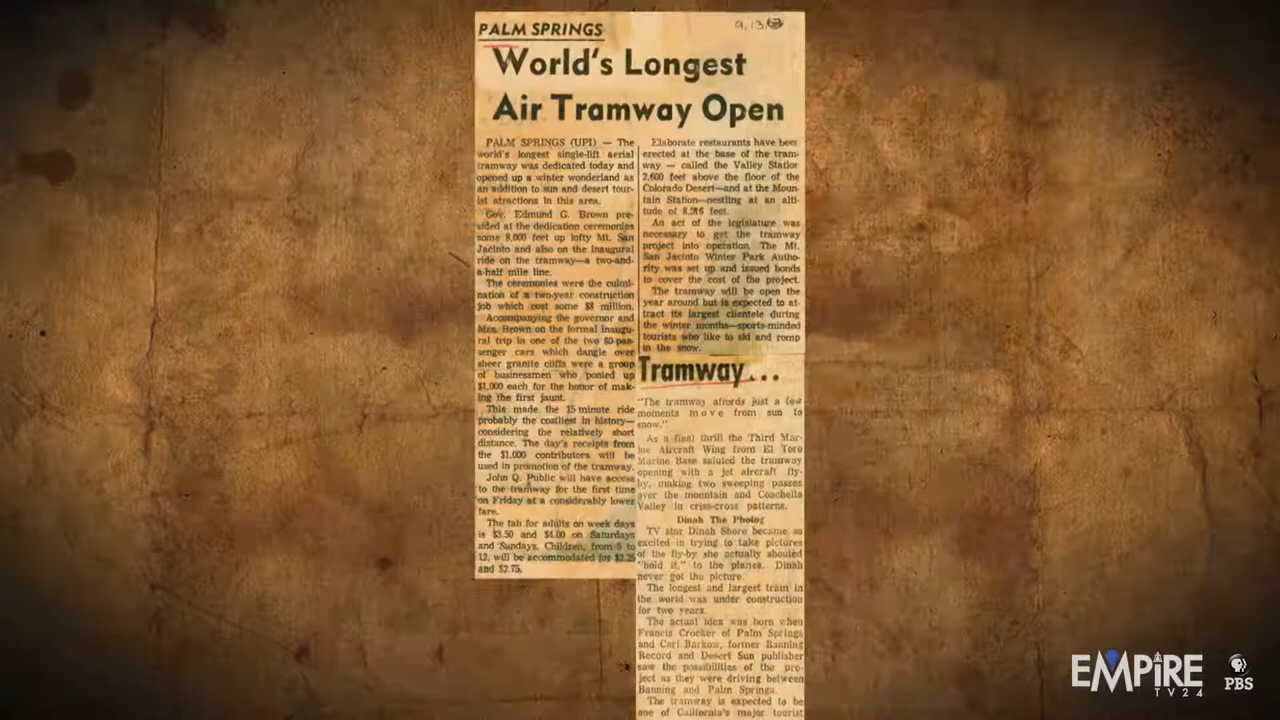 PALM SPRINGS
9.13.63
World's Longest
Air Tramway Open
PALM SPRINGS (UPI) — The
world's longest single-lift aerial
tramway was dedicated today and
opened up a winter wonderland as
an addition to sun and desert tour-
ist atractions in this area.
Gov. Edmund G. Brown pre-
sided at the dedication ceremonies
some 8,000 feet up lofty Mt. San
Jacinto and also on the inaugural
ride on the tramway—a two-and-
a-half mile line.
The ceremonies were the culmi-
nation of a two-year construction
job which cost some $8 million.
Accompanying the governor and
Mrs. Brown on the formal inaugu-
ral trip in one of the two 80-pas-
senger cars which dangle over
sheer granite cliffs were a group
of businessmen who ponied up
$1,000 each for the honor of mak-
ing the first jaunt.
This made the 15-minute ride
probably the costliest in history—
considering the relatively short
distance. The day's receipts from
the $1,000 contributors will be
used in promotion of the tramway.
John Q. Public will have access
to the tramway for the first time
on Friday at a considerably lower
fare.
The tab for adults on week days
is $3.50 and $4.00 on Saturdays
and Sundays. Children, from 5 to
12, will be accommodated for $2.25
and $2.75.
Elaborate restaurants have been
erected at the base of the tram-
way — called the Valley Station
2,600 feet above the floor of the
Colorado Desert—and at the Moun-
tain Station—nestling at an alti-
tude of 8,516 feet.
An act of the legislature was
necessary to get the tramway
project into operation. The Mt.
San Jacinto Winter Park Autho-
rity was set up and issued bonds
to cover the cost of the project.
The tramway will be open the
year around but is expected to at-
tract its largest clientele during
the winter months—sports-minded
tourists who like to ski and romp
in the snow.
Tramway...
"The tramway affords just a few
moments move from sun to
snow."
As a final thrill the Third Mar-
ine Aircraft Wing from El Toro
Marine Base saluted the tramway
opening with a jet aircraft fly-
by, making two sweeping passes
over the mountain and Coachella
Valley in criss-cross patterns.
Dinah The Photog
TV star Dinah Shore became so
excited in trying to take pictures
of the fly-by she actually shouted
"hold it," to the planes. Dinah
never got the picture.
The longest and largest tram in
the world was under construction
for two years.
The actual idea was born when
Francis Crocker of Palm Springs
and Carl Barkow, former Banning
Record and Desert Sun publisher
saw the possibilities of the pro-
ject as they were driving between
Banning and Palm Springs.
The tramway is expected to be
one of California's major tourist
EMPIRE
TV24
PBS